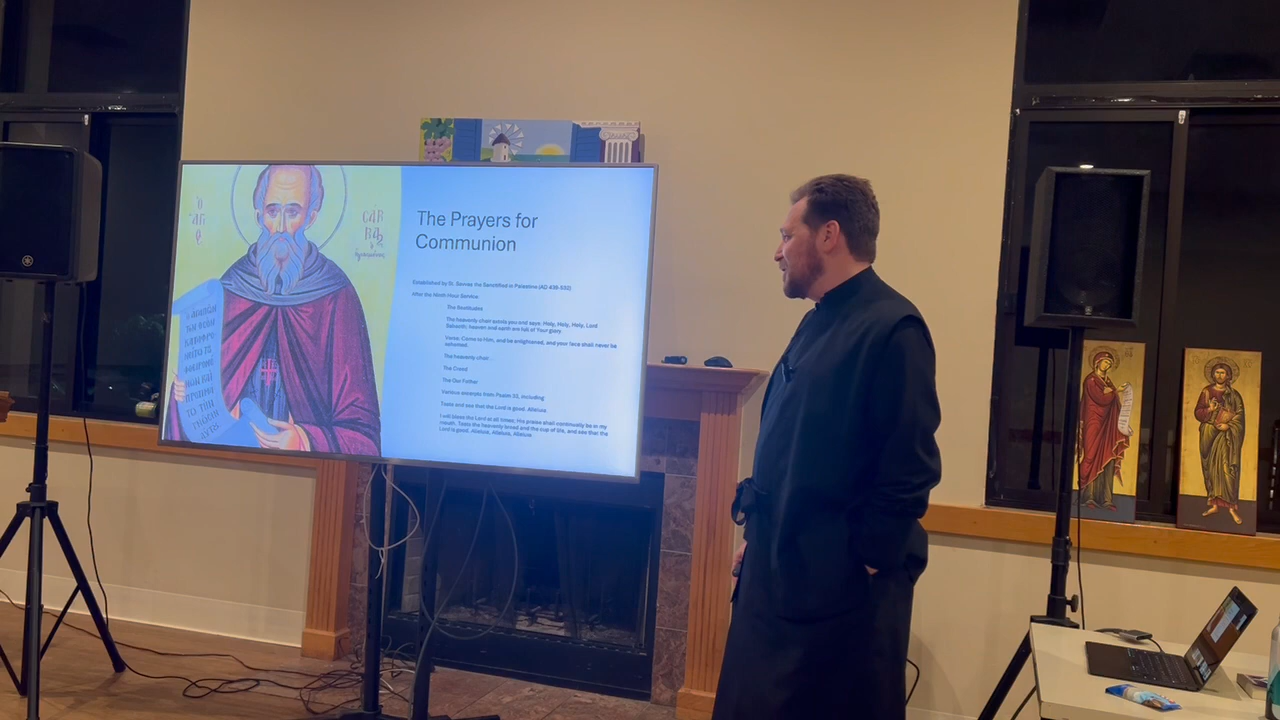 The Prayers for
Communion
Established by St. Savvas the Sanctified in Palestine (AD 439-532)
After the Ninth Hour Service:
The Beatitudes
The heavenly choir extols you and says: Holy, Holy, Holy, Lord
Sabaoth, heaven and earth are full of Your glory.
Verse: Come to Him, and be enlightened, and your face shall never be
ashamed.
The heavenly choir...
The Creed
The Our Father
Various excerpts from Psalm 33, including
Taste and see that the Lord is good. Alleluia.
I will bless the Lord at all times; His praise shall continually be in my
mouth. Taste the heavenly bread and the cup of life, and see that the
Lord is good. Alleluia, Alleluia, Alleluia.